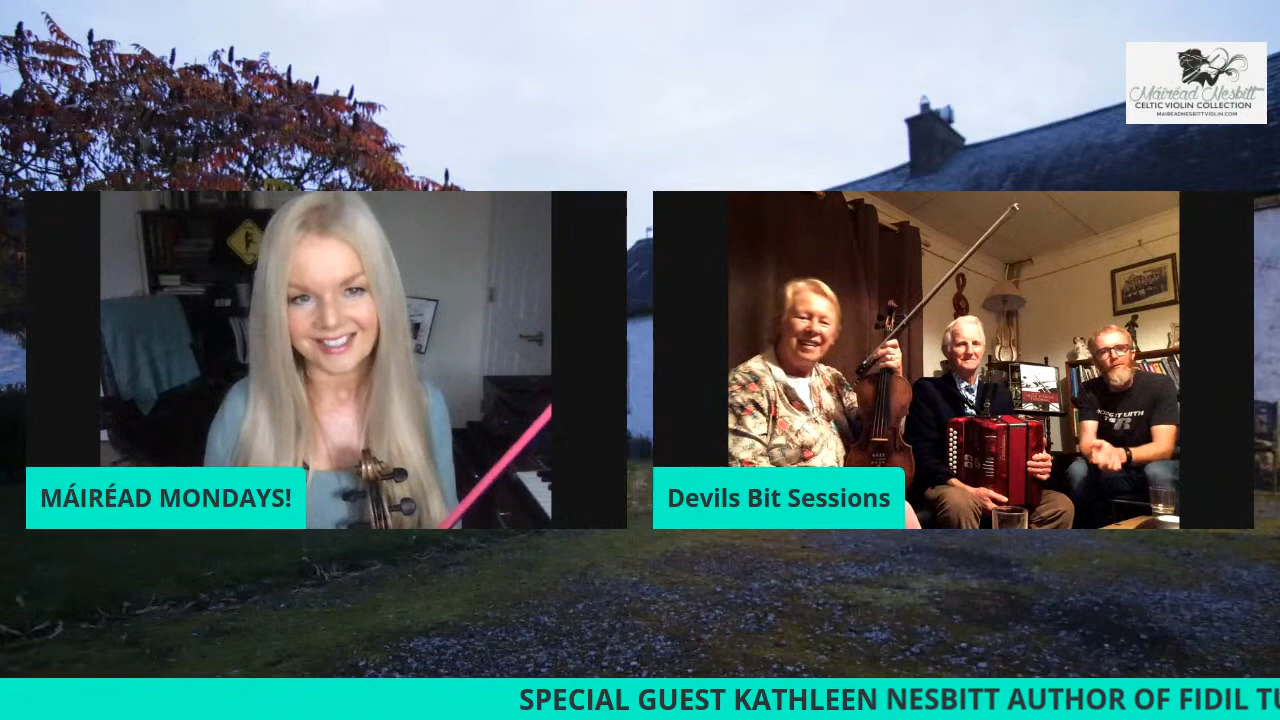 Máiréad Nesbitt
CELTIC VIOLIN COLLECTION
MAIREADNESBITTVIOLIN.COM
MÁIRÉAD MONDAYS!
Devils Bit Sessions
SPECIAL GUEST KATHLEEN NESBITT AUTHOR OF FIDIL TU